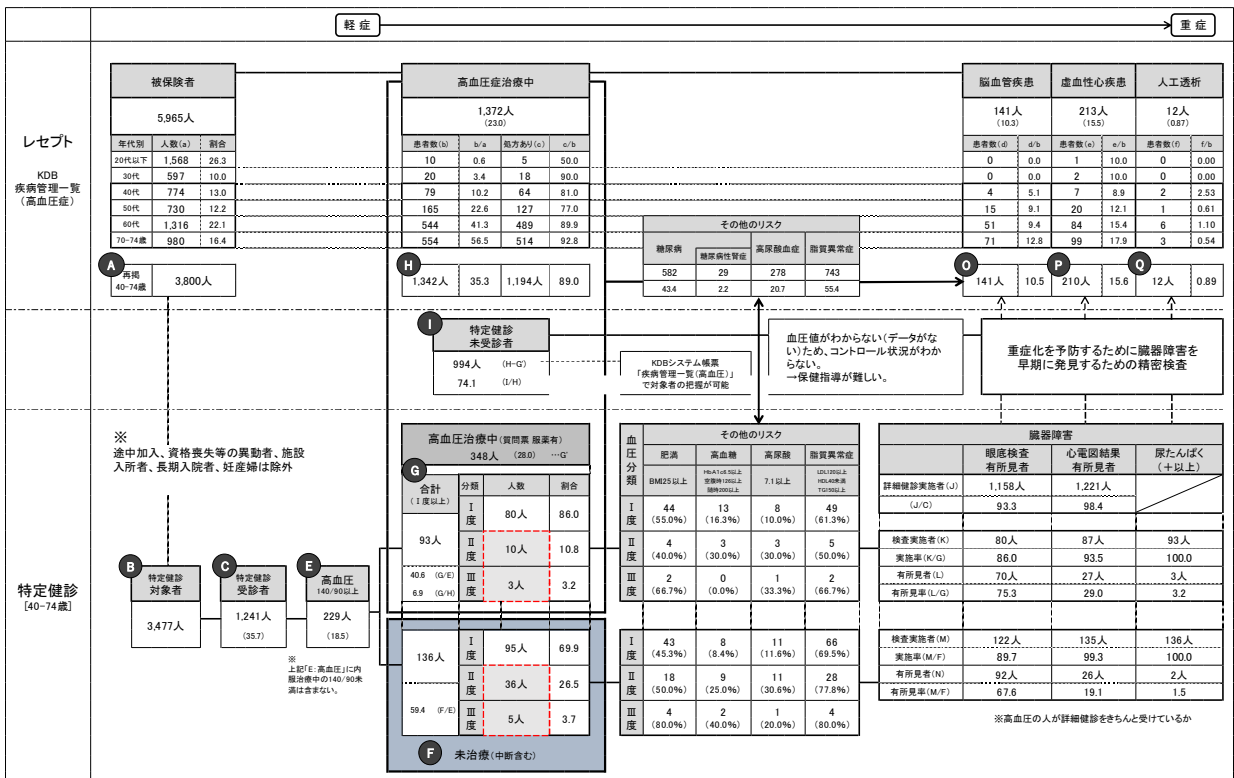 軽 症
重 症
レセプト
KDB
疾病管理一覧
(高血圧症)
被保険者
5,965人
年代別 人数(a) 割合
20代以下 1,568 26.3
30代 597 10.0
40代 774 13.0
50代 730 12.2
60代 1,316 22.1
70-74歳 980 16.4
A
再掲
40-74歳
3,800人
高血圧症治療中
1,372人
(23.0)
患者数(b) b/a 処方あり(c) c/b
10 0.6 5 50.0
20 3.4 18 90.0
79 10.2 64 81.0
165 22.6 127 77.0
544 41.3 489 89.9
554 56.5 514 92.8
H
1,342人 35.3 1,194人 89.0
その他のリスク
糖尿病 糖尿病性腎症 高尿酸血症 脂質異常症
582 29 278 743
43.4 2.2 20.7 55.4
脳血管疾患 虚血性心疾患 人工透析
141人 213人 12人
(10.3) (15.5) (0.87)
患者数(d) d/b 患者数(e) e/b 患者数(f) f/b
0 0.0 1 10.0 0 0.00
0 0.0 2 10.0 0 0.00
4 5.1 7 8.9 2 2.53
15 9.1 20 12.1 1 0.61
51 9.4 84 15.4 6 1.10
71 12.8 99 17.9 3 0.54
O P Q
141人 10.5 210人 15.6 12人 0.89
I
特定健診
未受診者
994人 (H-G')
74.1 (I/H)
KDBシステム帳票
「疾病管理一覧(高血圧)」
で対象者の把握が可能
血圧値がわからない(データがな
い)ため、コントロール状況がわか
らない。
→保健指導が難しい。
重症化を予防するために臓器障害を
早期に発見するための精密検査
特定健診
[40-74歳]
※
途中加入、資格喪失等の異動者、施設
入所者、長期入院者、妊産婦は除外
B
特定健診
対象者
3,477人
C
特定健診
受診者
1,241人
(35.7)
E
高血圧
140/90以上
229人
(18.5)
※
上記「E:高血圧」に内
服治療中の140/90未
満は含まない。
高血圧治療中(質問票 服薬有)
348人 (28.0) …G'
G
合計
(Ⅰ度以上)
分類 人数 割合
93人
40.6 (G/E)
6.9 (G/H)
Ⅰ度 80人 86.0
Ⅱ度 10人 10.8
Ⅲ度 3人 3.2
136人
59.4 (F/E)
Ⅰ度 95人 69.9
Ⅱ度 36人 26.5
Ⅲ度 5人 3.7
F
未治療(中断含む)
血圧分類
その他のリスク
肥満 高血糖 高尿酸 脂質異常症
BMI25以上
HbA1c6.5以上
空腹時126以上
随時200以上
7.1以上
LDL120以上
HDL40未満
TG150以上
Ⅰ度 44 13 8 49
(55.0%) (16.3%) (10.0%) (61.3%)
Ⅱ度 4 3 3 5
(40.0%) (30.0%) (30.0%) (50.0%)
Ⅲ度 2 0 1 2
(66.7%) (0.0%) (33.3%) (66.7%)
Ⅰ度 43 8 11 66
(45.3%) (8.4%) (11.6%) (69.5%)
Ⅱ度 18 9 11 28
(50.0%) (25.0%) (30.6%) (77.8%)
Ⅲ度 4 2 1 4
(80.0%) (40.0%) (20.0%) (80.0%)
臓器障害
眼底検査
有所見者
心電図結果
有所見者
尿たんぱく
(+以上)
詳細健診実施者(J) 1,158人 1,221人
(J/C) 93.3 98.4
検査実施者(K) 80人 87人 93人
実施率(K/G) 86.0 93.5 100.0
有所見者(L) 70人 27人 3人
有所見率(L/G) 75.3 29.0 3.2
検査実施者(M) 122人 135人 136人
実施率(M/F) 89.7 99.3 100.0
有所見者(N) 92人 26人 2人
有所見率(M/F) 67.6 19.1 1.5
※高血圧の人が詳細健診をきちんと受けているか